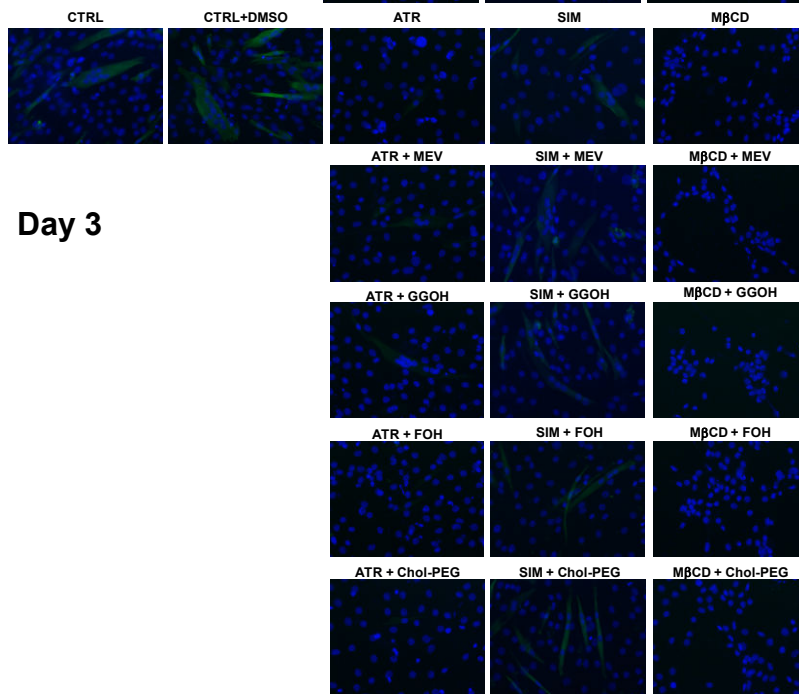 CTRL CTRL+DMSO ATR SIM MβCD
ATR + MEV SIM + MEV MβCD + MEV
Day 3
ATR + GGOH SIM + GGOH MβCD + GGOH
ATR + FOH SIM + FOH MβCD + FOH
ATR + Chol-PEG SIM + Chol-PEG MβCD + Chol-PEG